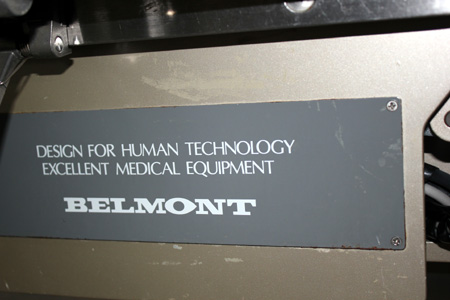 DESIGN FOR HUMAN TECHNOLOGY
EXCELLENT MEDICAL EQUIPMENT
BELMONT